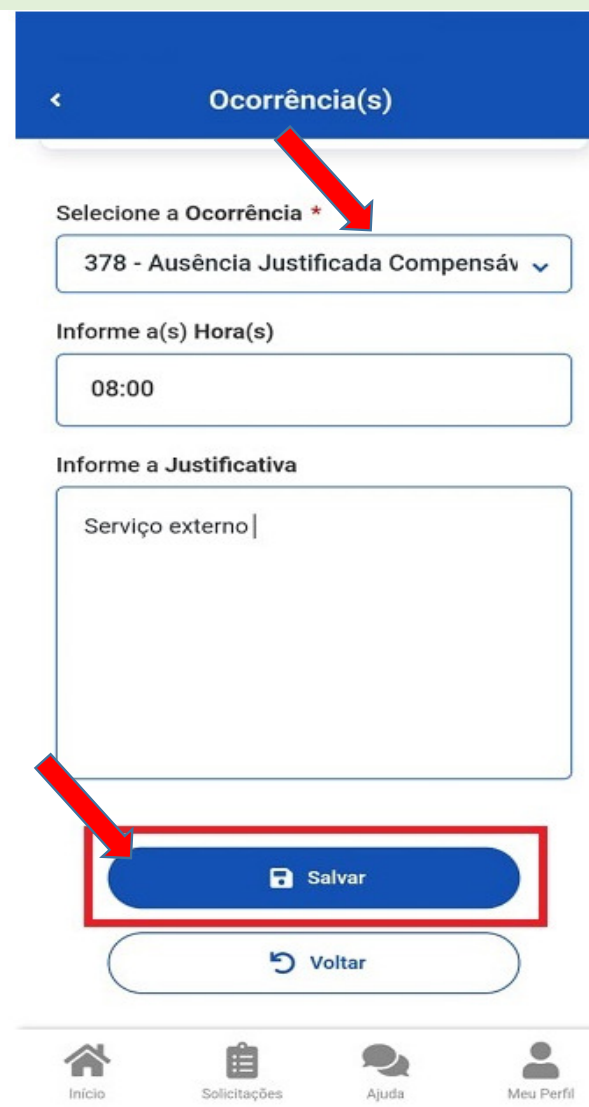 Ocorrência(s)
Selecione a Ocorrência *
378 - Ausência Justificada Compensáv
Informe a(s) Hora(s)
08:00
Informe a Justificativa
Serviço externo
Salvar
Voltar
Início Solicitações Ajuda Meu Perfil